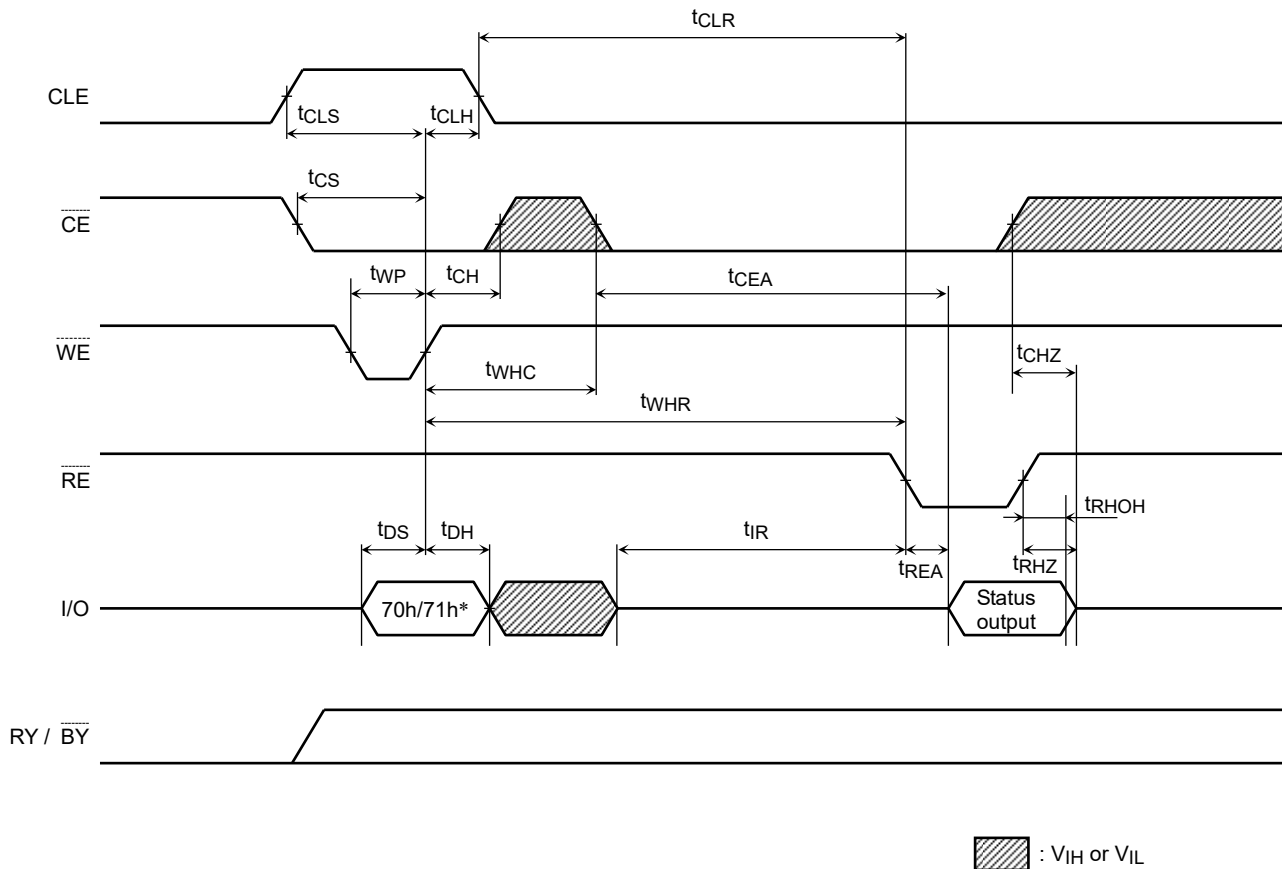 tCLR
CLE
tCLS
tCLH
tCS
CE
tWP
tCH
tCEA
WE
tCHZ
tWHC
tWHR
RE
tRHOH
tDS
tDH
tIR
tREA
tRHZ
I/O
70h/71h*
Status
output
RY / BY
: VIH or VIL